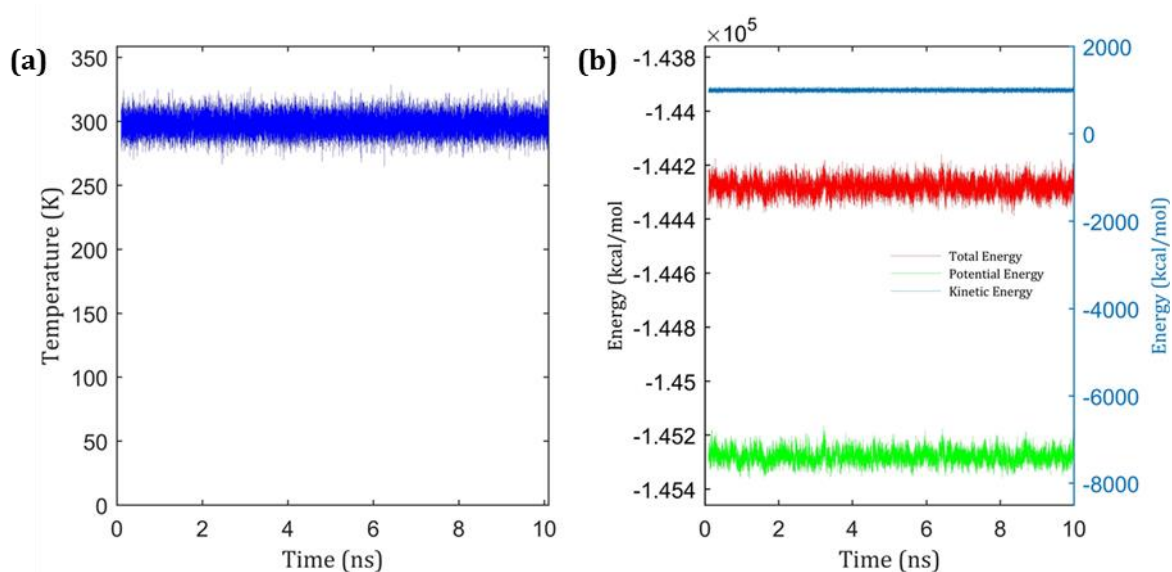 (a)
350
300
250
200
150
100
50
0
Temperature (K)
0 2 4 6 8 10
Time (ns)
(b)
×10⁵
-1.438
-1.44
-1.442
-1.444
-1.446
-1.448
-1.45
-1.452
-1.454
Energy (kcal/mol)
Total Energy
Potential Energy
Kinetic Energy
2000
0
-2000
-4000
-6000
-8000
Energy (kcal/mol)
0 2 4 6 8 10
Time (ns)